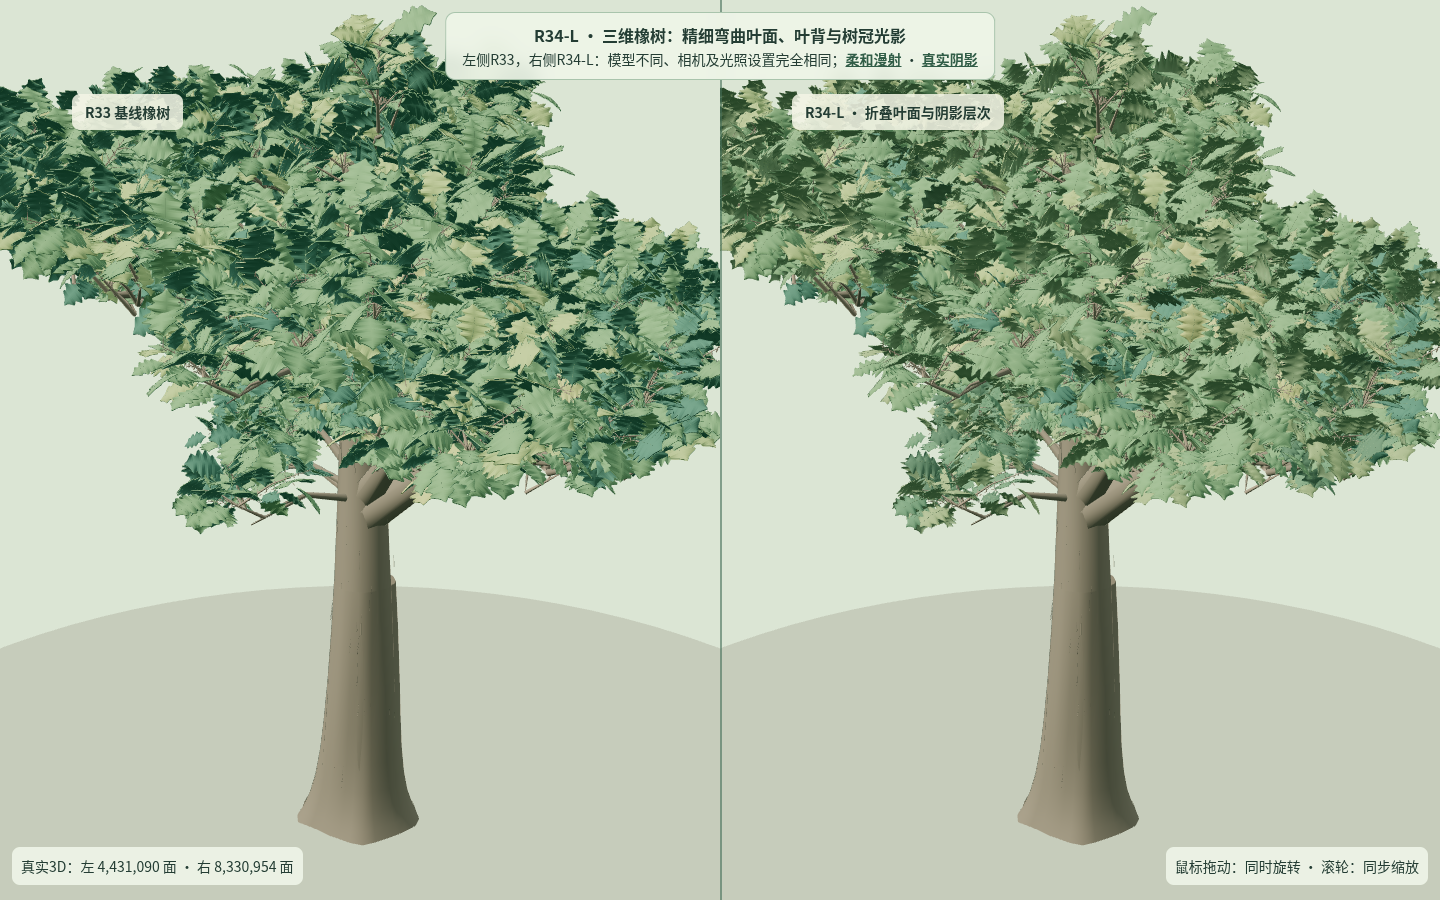 R34-L · 三维橡树：精细弯曲叶面、叶背与树冠光影
左侧R33，右侧R34-L：模型不同、相机及光照设置完全相同；柔和漫射 · 真实阴影
R33 基线橡树
R34-L · 折叠叶面与阴影层次
真实3D：左 4,431,090 面 · 右 8,330,954 面
鼠标拖动：同时旋转 · 滚轮：同步缩放